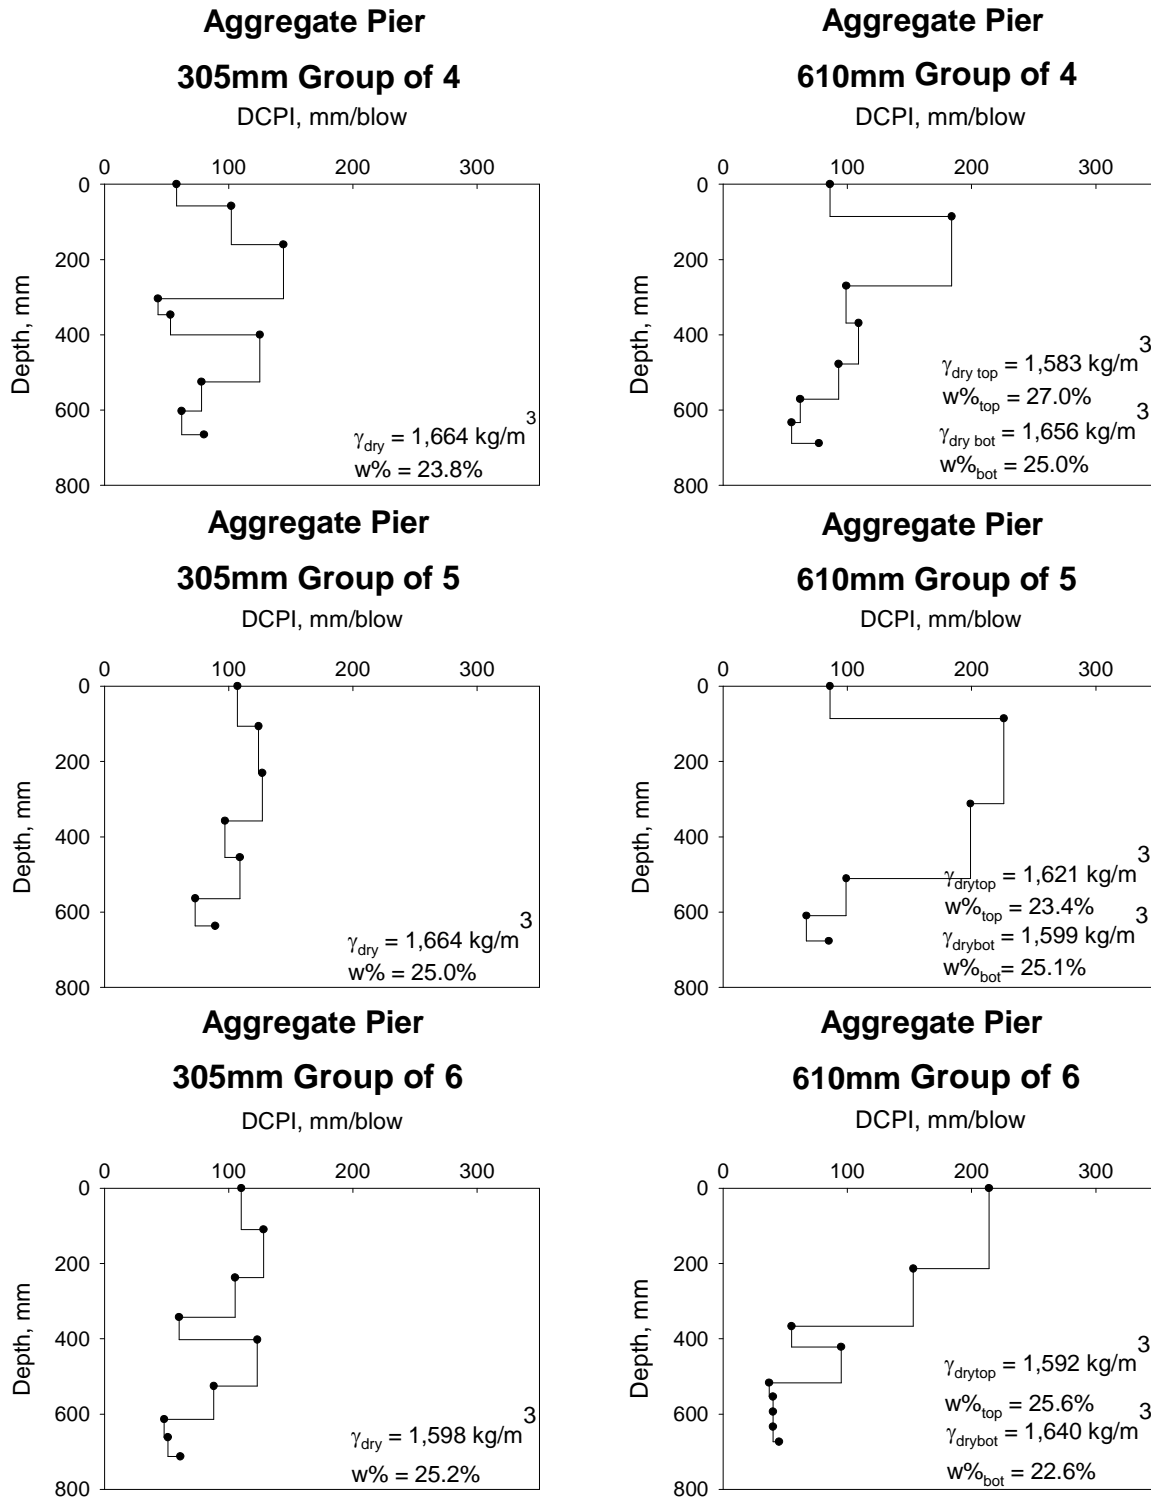 Aggregate Pier
305mm Group of 4
DCPI, mm/blow
0 100 200 300
0
200
400
600
800
Depth, mm
γdry = 1,664 kg/m3
w% = 23.8%
Aggregate Pier
610mm Group of 4
DCPI, mm/blow
0 100 200 300
0
200
400
600
800
Depth, mm
γdry top = 1,583 kg/m3
w%top = 27.0%
γdry bot = 1,656 kg/m3
w%bot = 25.0%
Aggregate Pier
305mm Group of 5
DCPI, mm/blow
0 100 200 300
0
200
400
600
800
Depth, mm
γdry = 1,664 kg/m3
w% = 25.0%
Aggregate Pier
610mm Group of 5
DCPI, mm/blow
0 100 200 300
0
200
400
600
800
Depth, mm
γdrytop = 1,621 kg/m3
w%top = 23.4%
γdrybot = 1,599 kg/m3
w%bot= 25.1%
Aggregate Pier
305mm Group of 6
DCPI, mm/blow
0 100 200 300
0
200
400
600
800
Depth, mm
γdry = 1,598 kg/m3
w% = 25.2%
Aggregate Pier
610mm Group of 6
DCPI, mm/blow
0 100 200 300
0
200
400
600
800
Depth, mm
γdrytop = 1,592 kg/m3
w%top = 25.6%
γdrybot = 1,640 kg/m3
w%bot = 22.6%